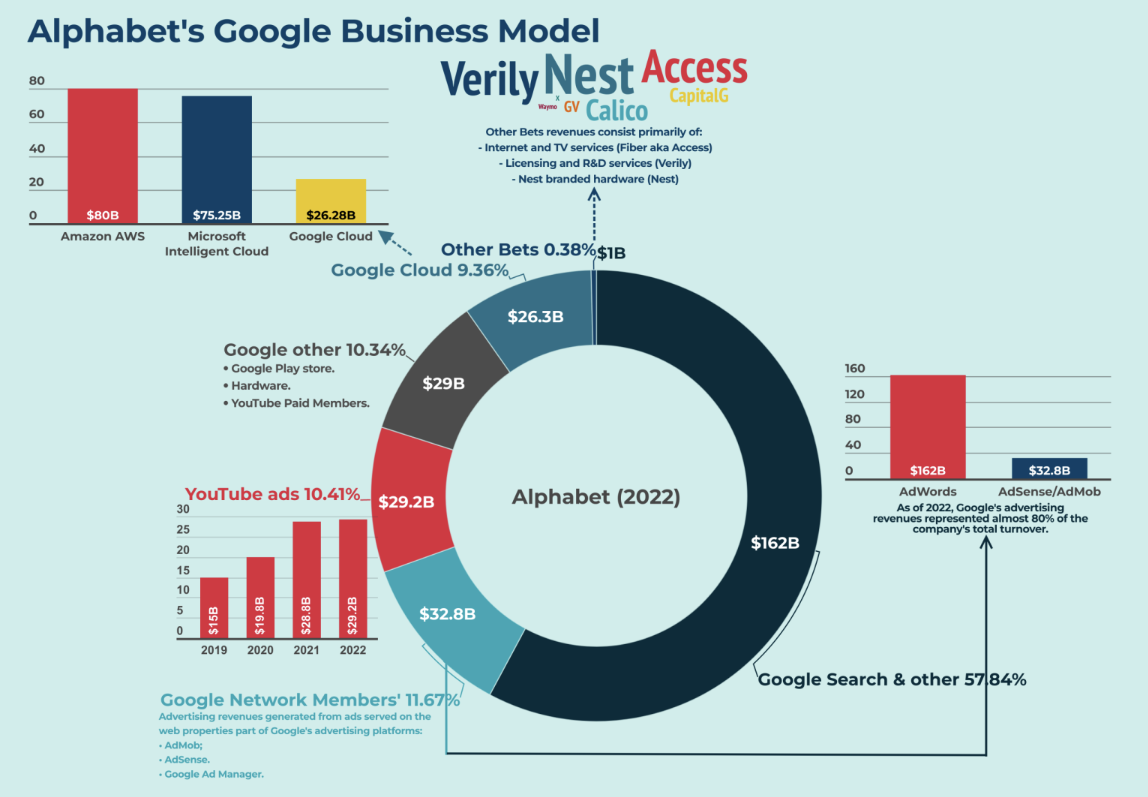 Alphabet's Google Business Model
80
60
40
20
0
$80B
$75.25B
$26.28B
Amazon AWS
Microsoft
Intelligent Cloud
Google Cloud
Verily
Nest
Access
CapitalG
X
Waymo
GV
Calico
Other Bets revenues consist primarily of:
- Internet and TV services (Fiber aka Access)
- Licensing and R&D services (Verily)
- Nest branded hardware (Nest)
Other Bets 0.38%
$1B
Google Cloud 9.36%
$26.3B
Google other 10.34%
• Google Play store.
• Hardware.
• YouTube Paid Members.
$29B
160
120
80
40
0
$162B
$32.8B
AdWords
AdSense/AdMob
As of 2022, Google's advertising
revenues represented almost 80% of the
company's total turnover.
YouTube ads 10.41%
$29.2B
Alphabet (2022)
$162B
30
25
20
15
10
5
0
$15B
$19.8B
$28.8B
$29.2B
2019
2020
2021
2022
$32.8B
Google Search & other 57.84%
Google Network Members' 11.67%
Advertising revenues generated from ads served on the
web properties part of Google's advertising platforms:
• AdMob;
• AdSense.
• Google Ad Manager.